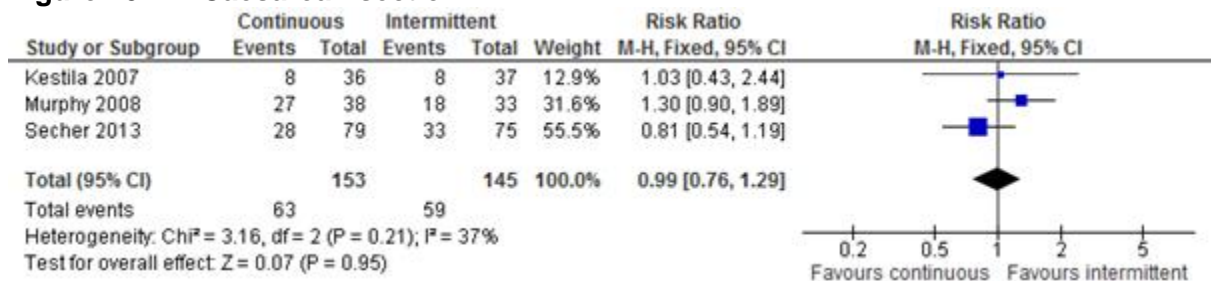 Continuous Intermittent Risk Ratio Risk Ratio
Study or Subgroup Events Total Events Total Weight M-H, Fixed, 95% CI M-H, Fixed, 95% CI
Kestila 2007 8 36 8 37 12.9% 1.03 [0.43, 2.44]
Murphy 2008 27 38 18 33 31.6% 1.30 [0.90, 1.89]
Secher 2013 28 79 33 75 55.5% 0.81 [0.54, 1.19]
Total (95% CI) 153 145 100.0% 0.99 [0.76, 1.29]
Total events 63 59
Heterogeneity: Chi² = 3.16, df = 2 (P = 0.21); I² = 37%
Test for overall effect: Z = 0.07 (P = 0.95)
0.2 0.5 1 2 5
Favours continuous Favours intermittent